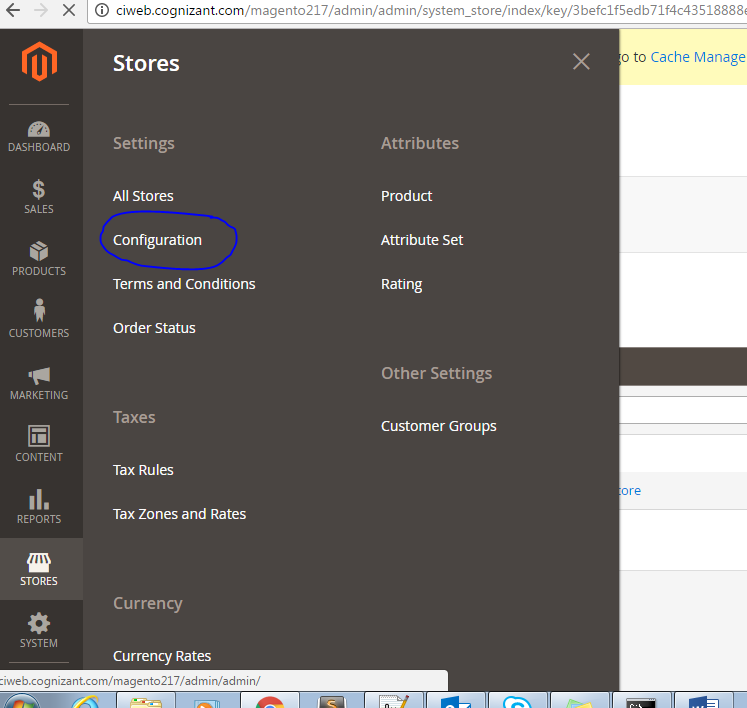 ciweb.cognizant.com/magento217/admin/admin/system_store/index/key/3befc1f5edb71f4c43518888
go to Cache Manage
Stores
Settings
All Stores
Configuration
Terms and Conditions
Order Status
Taxes
Tax Rules
Tax Zones and Rates
Currency
Currency Rates
Attributes
Product
Attribute Set
Rating
Other Settings
Customer Groups
DASHBOARD
SALES
PRODUCTS
CUSTOMERS
MARKETING
CONTENT
REPORTS
STORES
SYSTEM
tore
ciweb.cognizant.com/magento217/admin/admin/